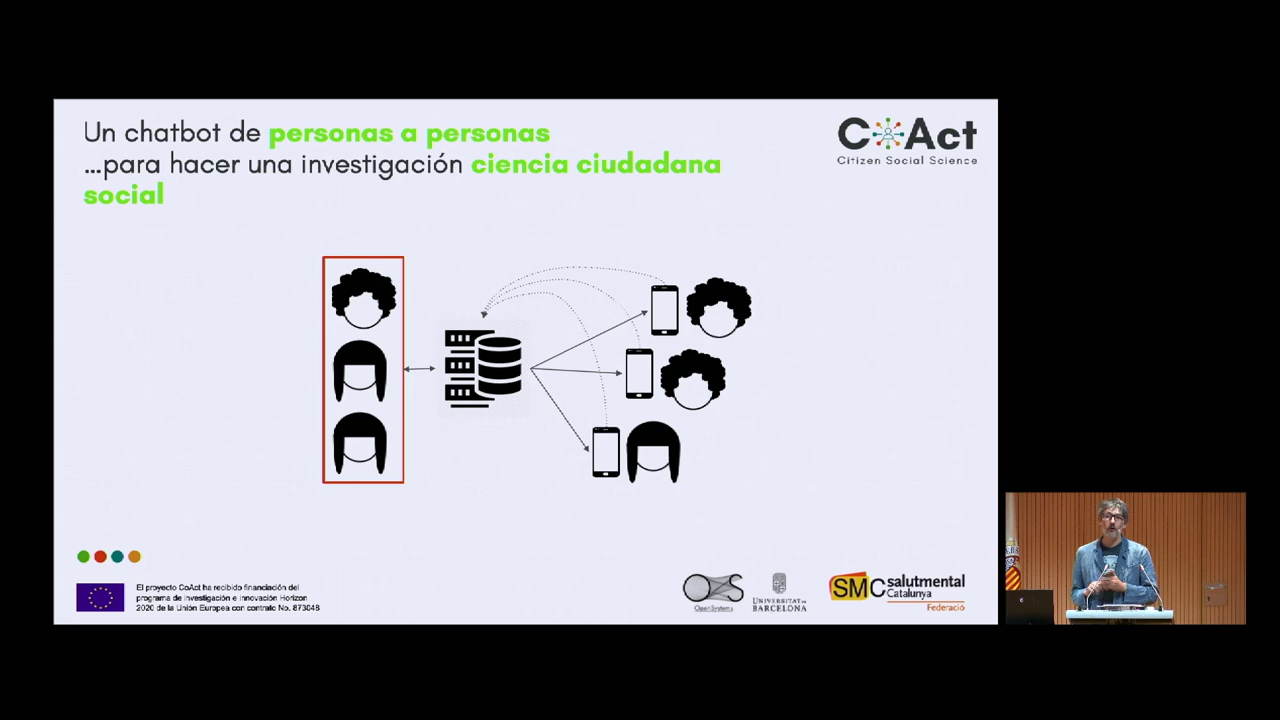 Un chatbot de personas a personas
...para hacer una investigación ciencia ciudadana
social
CoAct
Citizen Social Science
El proyecto CoAct ha recibido financiación del
programa de investigación e innovación Horizon
2020 de la Unión Europea con contrato No. 873048
OpenSystems
UNIVERSITAT DE
BARCELONA
SMC salutmental
Catalunya
Federació